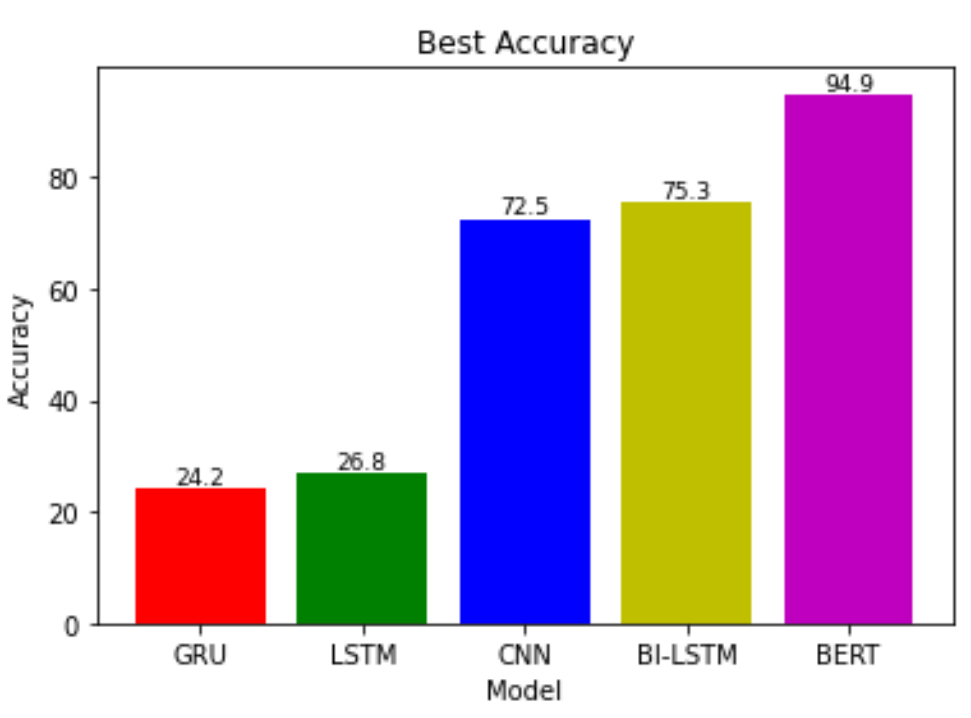 Best Accuracy
94.9
80
75.3
72.5
60
Accuracy
40
26.8
24.2
20
0
GRU LSTM CNN BI-LSTM BERT
Model